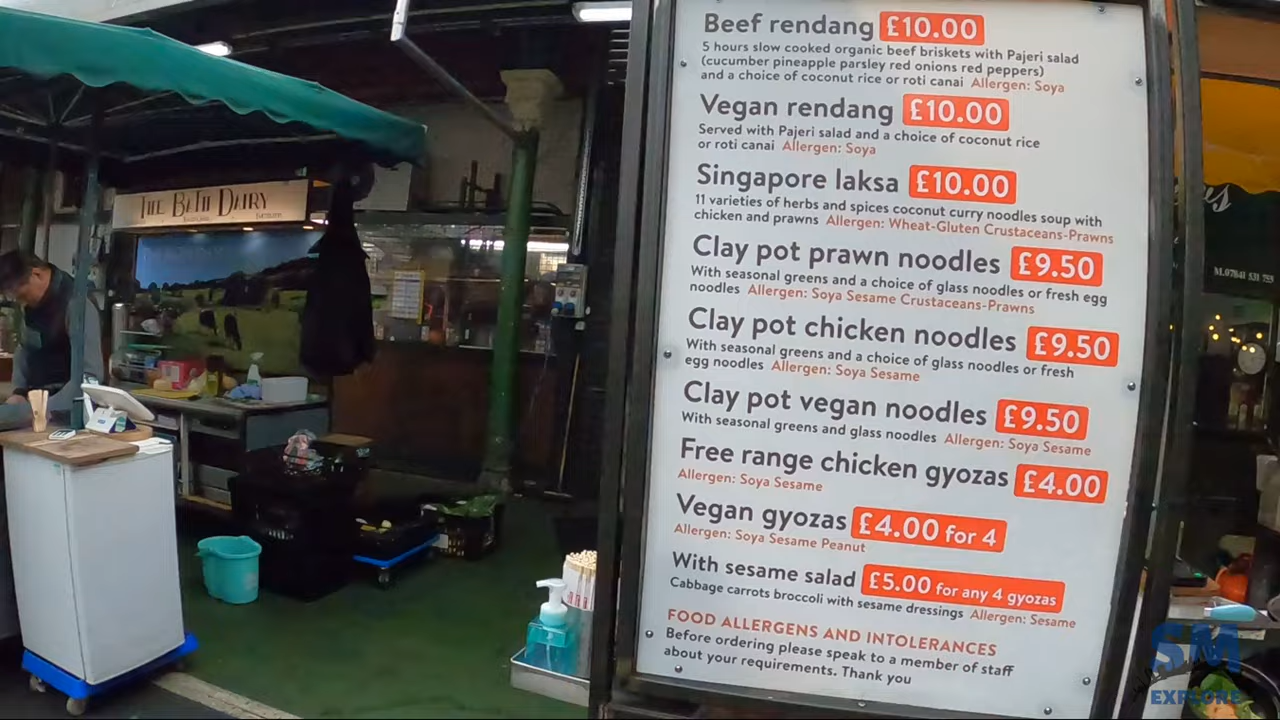 THE BATH DAIRY
Beef rendang £10.00
5 hours slow cooked organic beef briskets with Pajeri salad
(cucumber pineapple parsley red onions red peppers)
and a choice of coconut rice or roti canai Allergen: Soya
Vegan rendang £10.00
Served with Pajeri salad and a choice of coconut rice
or roti canai Allergen: Soya
Singapore laksa £10.00
11 varieties of herbs and spices coconut curry noodles soup with
chicken and prawns Allergen: Wheat-Gluten Crustaceans-Prawns
Clay pot prawn noodles £9.50
With seasonal greens and a choice of glass noodles or fresh egg
noodles Allergen: Soya Sesame Crustaceans-Prawns
Clay pot chicken noodles £9.50
With seasonal greens and a choice of glass noodles or fresh
egg noodles Allergen: Soya Sesame
Clay pot vegan noodles £9.50
With seasonal greens and glass noodles Allergen: Soya Sesame
Free range chicken gyozas £4.00
Allergen: Soya Sesame
Vegan gyozas £4.00 for 4
Allergen: Soya Sesame Peanut
With sesame salad £5.00 for any 4 gyozas
Cabbage carrots broccoli with sesame dressings Allergen: Sesame
FOOD ALLERGENS AND INTOLERANCES
Before ordering please speak to a member of staff
about your requirements. Thank you
M.07841 531 755
SM
EXPLORE